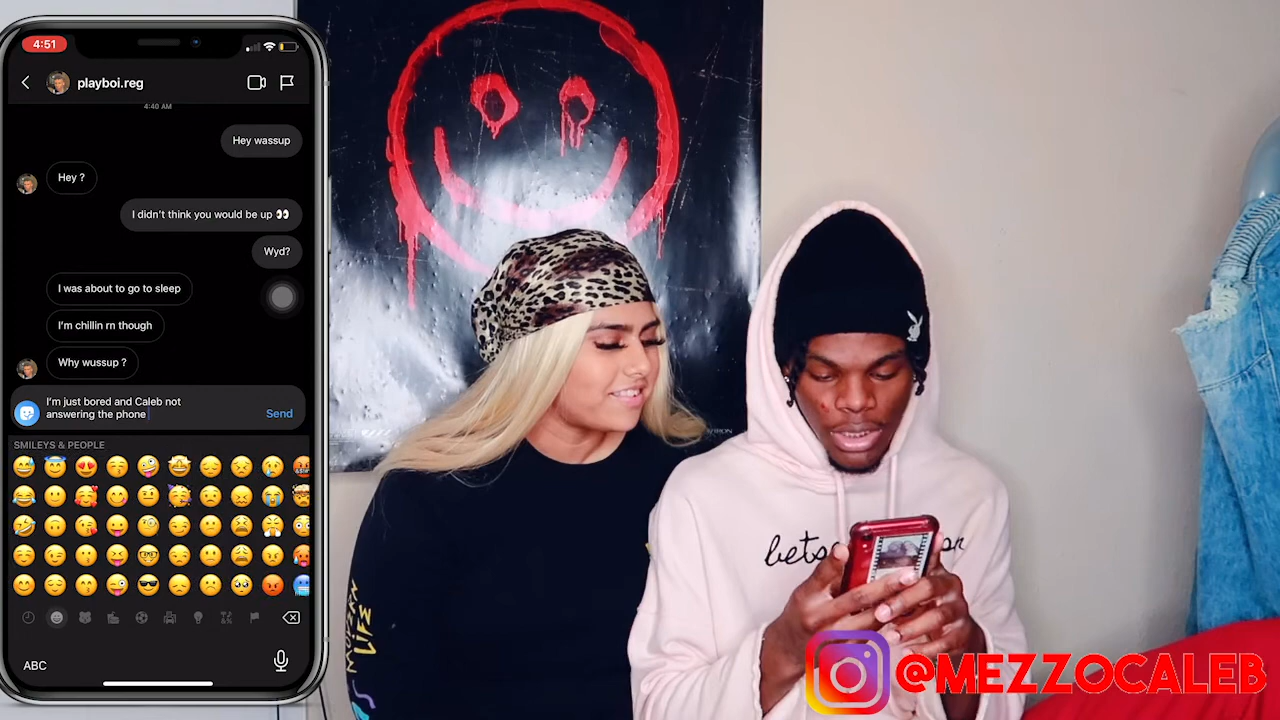 4:51
playboi.reg
4:40 AM
Hey wassup
Hey ?
I didn't think you would be up 👀
Wyd?
I was about to go to sleep
I'm chillin rn though
Why wussup ?
I'm just bored and Caleb not
answering the phone
Send
SMILEYS & PEOPLE
ABC
@MEZZOCALEB